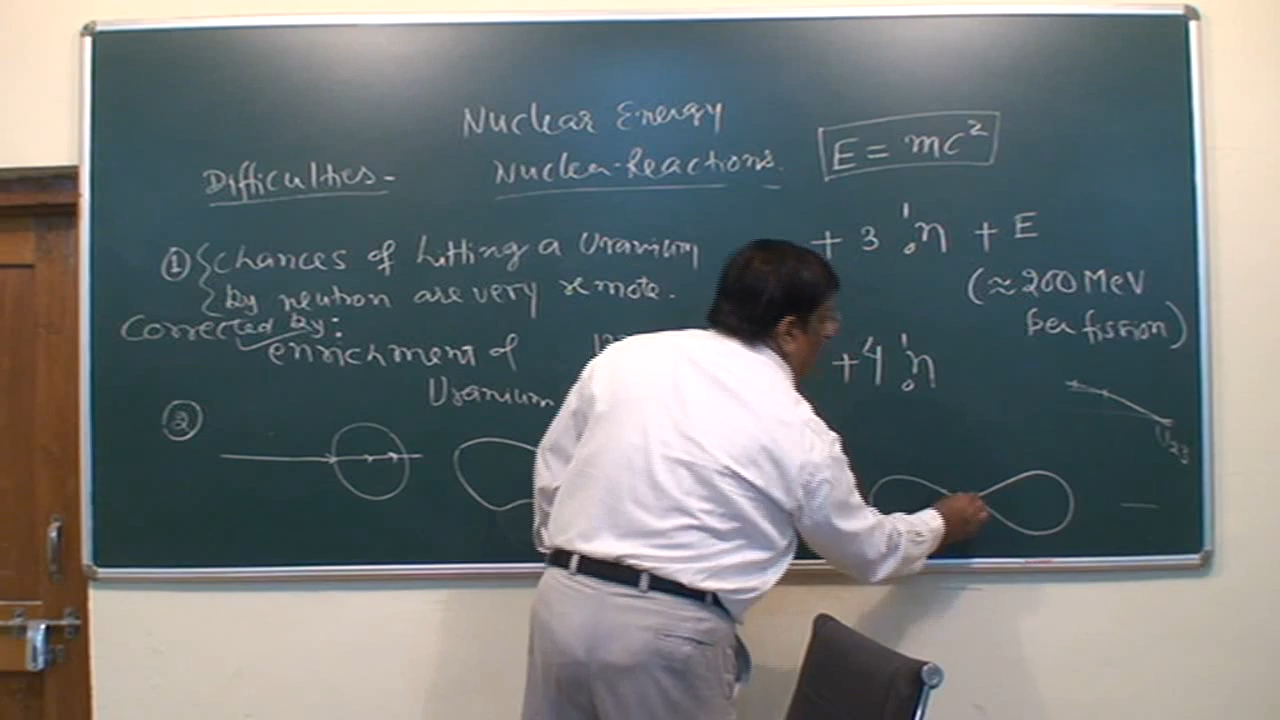 Nuclear Energy
Difficulties-
Nuclea-Reactions.
E = mc²
① { Chances of hitting a Uranium
by neutron are very remote.
+ 3 ¹₀n + E
(≈200 MeV
per fission)
Corrected by:
enrichment of
Uranium
+4 ¹₀n
②